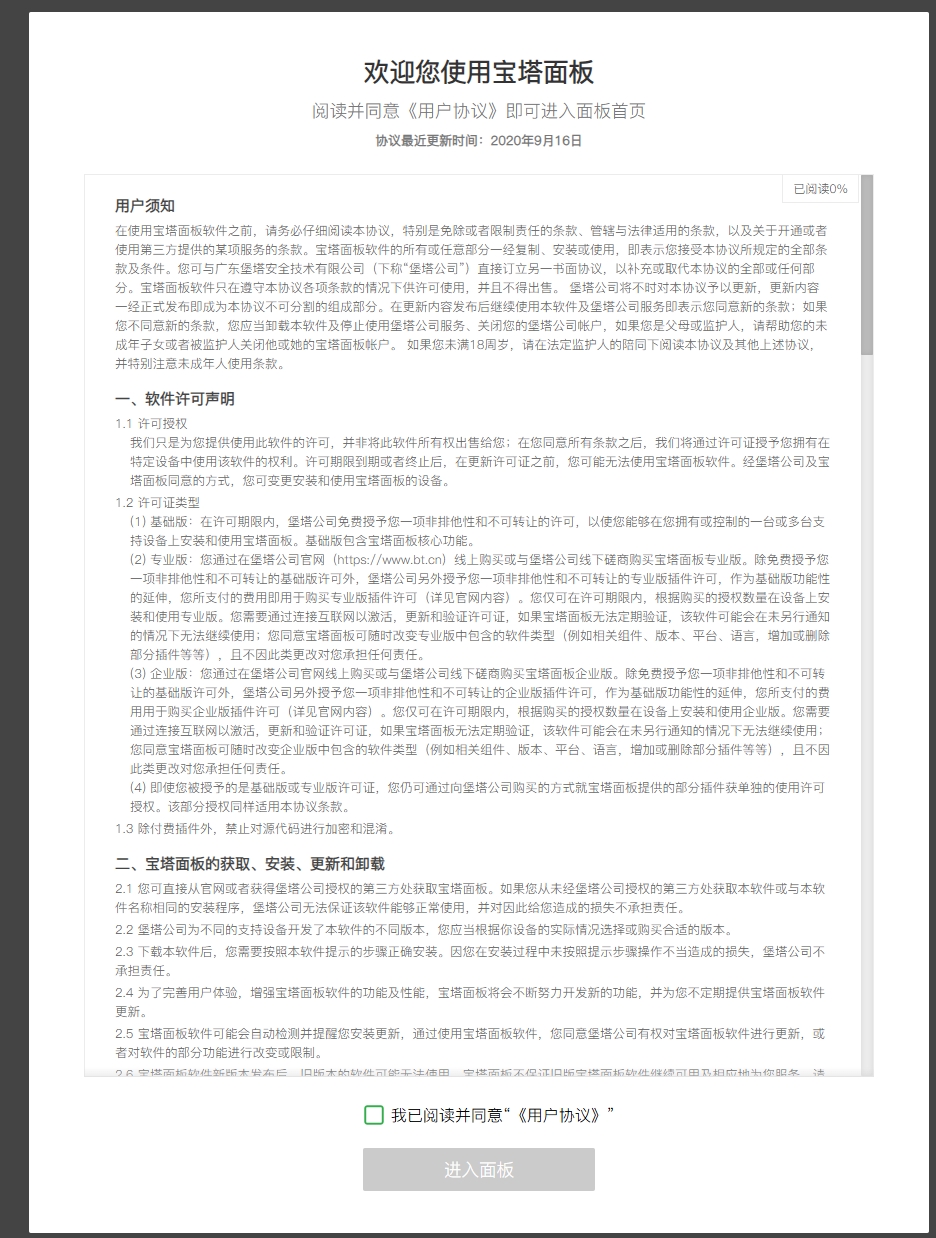 欢迎您使用宝塔面板
阅读并同意《用户协议》即可进入面板首页
协议最近更新时间：2020年9月16日
已阅读0%
用户须知
在使用宝塔面板软件之前，请务必仔细阅读本协议，特别是免除或者限制责任的条款、管辖与法律适用的条款，以及关于开通或者
使用第三方提供的某项服务的条款。宝塔面板软件的所有或任意部分一经复制、安装或使用，即表示您接受本协议所规定的全部条
款及条件。您可与广东堡塔安全技术有限公司（下称“堡塔公司”）直接订立另一书面协议，以补充或取代本协议的全部或任何部
分。宝塔面板软件只在遵守本协议各项条款的情况下供许可使用，并且不得出售。 堡塔公司将不时对本协议予以更新，更新内容
一经正式发布即成为本协议不可分割的组成部分。在更新内容发布后继续使用本软件及堡塔公司服务即表示您同意新的条款；如果
您不同意新的条款，您应当卸载本软件及停止使用堡塔公司服务、关闭您的堡塔公司帐户，如果您是父母或监护人，请帮助您的未
成年子女或者被监护人关闭他或她的宝塔面板帐户。 如果您未满18周岁，请在法定监护人的陪同下阅读本协议及其他上述协议，
并特别注意未成年人使用条款。
一、软件许可声明
1.1 许可授权
我们只是为您提供使用此软件的许可，并非将此软件所有权出售给您；在您同意所有条款之后，我们将通过许可证授予您拥有在
特定设备中使用该软件的权利。许可期限到期或者终止后，在更新许可证之前，您可能无法使用宝塔面板软件。经堡塔公司及宝
塔面板同意的方式，您可变更安装和使用宝塔面板的设备。
1.2 许可证类型
(1) 基础版：在许可期限内，堡塔公司免费授予您一项非排他性和不可转让的许可，以使您能够在您拥有或控制的一台或多台支
持设备上安装和使用宝塔面板。基础版包含宝塔面板核心功能。
(2) 专业版：您通过在堡塔公司官网（https://www.bt.cn）线上购买或与堡塔公司线下磋商购买宝塔面板专业版。除免费授予您
一项非排他性和不可转让的基础版许可外，堡塔公司另外授予您一项非排他性和不可转让的专业版插件许可，作为基础版功能性
的延伸，您所支付的费用即用于购买专业版插件许可（详见官网内容）。您仅可在许可期限内，根据购买的授权数量在设备上安
装和使用专业版。您需要通过连接互联网以激活，更新和验证许可证，如果宝塔面板无法定期验证，该软件可能会在未另行通知
的情况下无法继续使用；您同意宝塔面板可随时改变专业版中包含的软件类型（例如相关组件、版本、平台、语言，增加或删除
部分插件等等），且不因此类更改对您承担任何责任。
(3) 企业版：您通过在堡塔公司官网线上购买或与堡塔公司线下磋商购买宝塔面板企业版。除免费授予您一项非排他性和不可转
让的基础版许可外，堡塔公司另外授予您一项非排他性和不可转让的企业版插件许可，作为基础版功能性的延伸，您所支付的费
用用于购买企业版插件许可（详见官网内容）。您仅可在许可期限内，根据购买的授权数量在设备上安装和使用企业版。您需要
通过连接互联网以激活，更新和验证许可证，如果宝塔面板无法定期验证，该软件可能会在未另行通知的情况下无法继续使用；
您同意宝塔面板可随时改变企业版中包含的软件类型（例如相关组件、版本、平台、语言，增加或删除部分插件等等），且不因
此类更改对您承担任何责任。
(4) 即使您被授予的是基础版或专业版许可证，您仍可通过向堡塔公司购买的方式就宝塔面板提供的部分插件获单独的使用许可
授权。该部分授权同样适用本协议条款。
1.3 除付费插件外，禁止对源代码进行加密和混淆。
二、宝塔面板的获取、安装、更新和卸载
2.1 您可直接从官网或者获得堡塔公司授权的第三方处获取宝塔面板。如果您从未经堡塔公司授权的第三方处获取本软件或与本软
件名称相同的安装程序，堡塔公司无法保证该软件能够正常使用，并对因此给您造成的损失不承担责任。
2.2 堡塔公司为不同的支持设备开发了本软件的不同版本，您应当根据你设备的实际情况选择或购买合适的版本。
2.3 下载本软件后，您需要按照本软件提示的步骤正确安装。因您在安装过程中未按照提示步骤操作不当造成的损失，堡塔公司不
承担责任。
2.4 为了完善用户体验，增强宝塔面板软件的功能及性能，宝塔面板将会不断努力开发新的功能，并为您不定期提供宝塔面板软件
更新。
2.5 宝塔面板软件可能会自动检测并提醒您安装更新，通过使用宝塔面板软件，您同意堡塔公司有权对宝塔面板软件进行更新，或
者对软件的部分功能进行改变或限制。
2.6 宝塔面板软件新版本发布后，旧版本的软件可能无法使用。宝塔面板不保证旧版宝塔面板软件继续可用及相应地为您服务，请
我已阅读并同意“《用户协议》”
进入面板